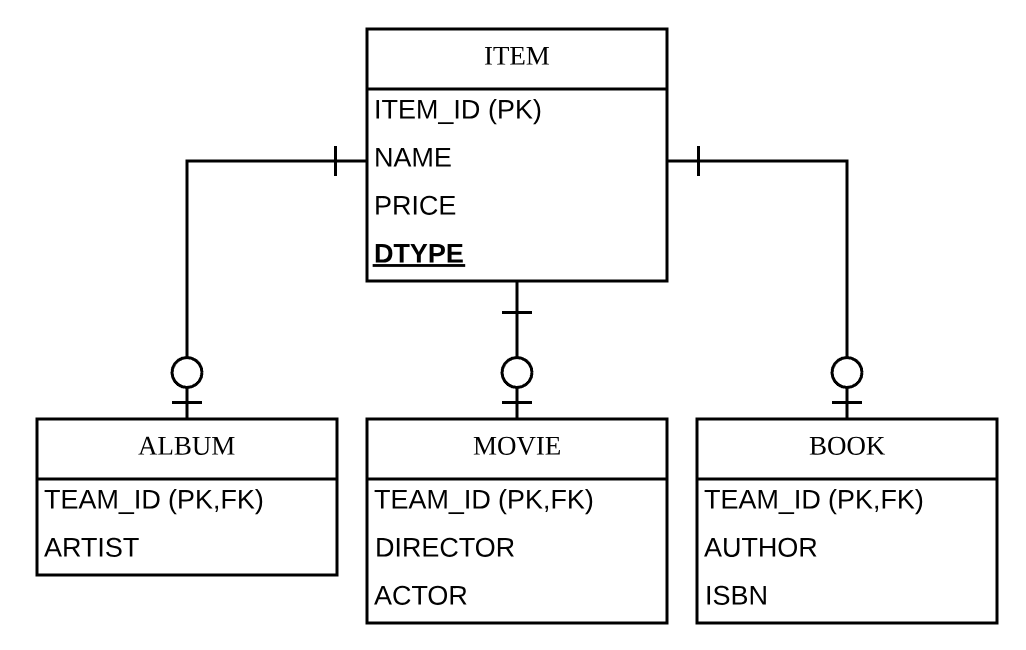 ITEM
ITEM_ID (PK)
NAME
PRICE
DTYPE
ALBUM
TEAM_ID (PK,FK)
ARTIST
MOVIE
TEAM_ID (PK,FK)
DIRECTOR
ACTOR
BOOK
TEAM_ID (PK,FK)
AUTHOR
ISBN